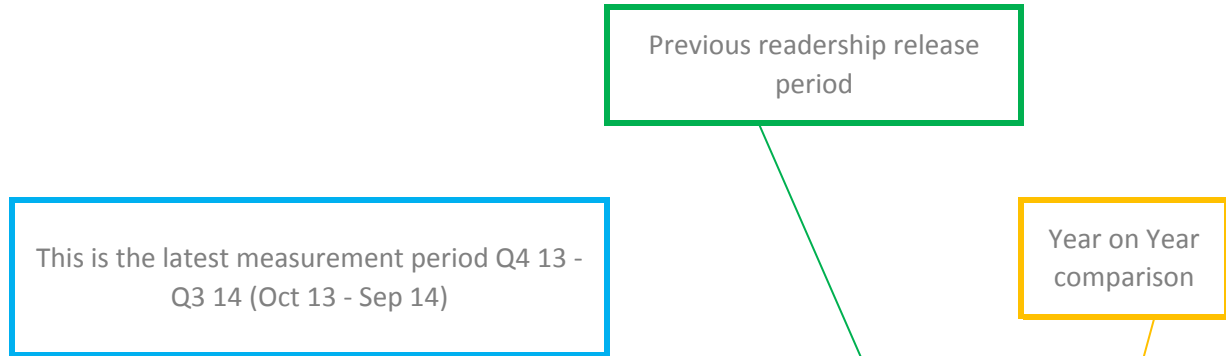 Previous readership release
period
This is the latest measurement period Q4 13 -
Q3 14 (Oct 13 - Sep 14)
Year on Year
comparison